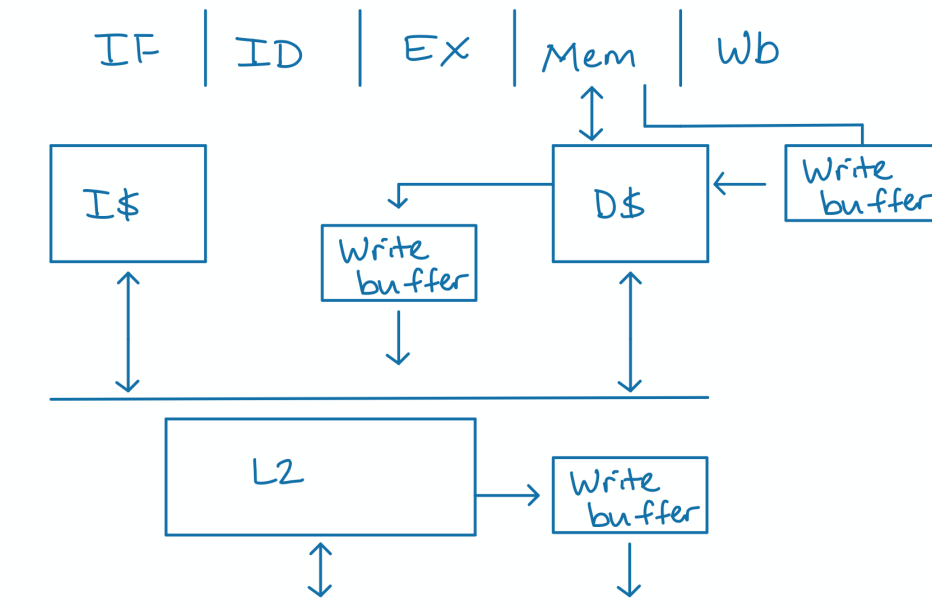 IF
ID
Ex
Mem
Wb
I$
D$
Write
buffer
Write
buffer
L2
Write
buffer